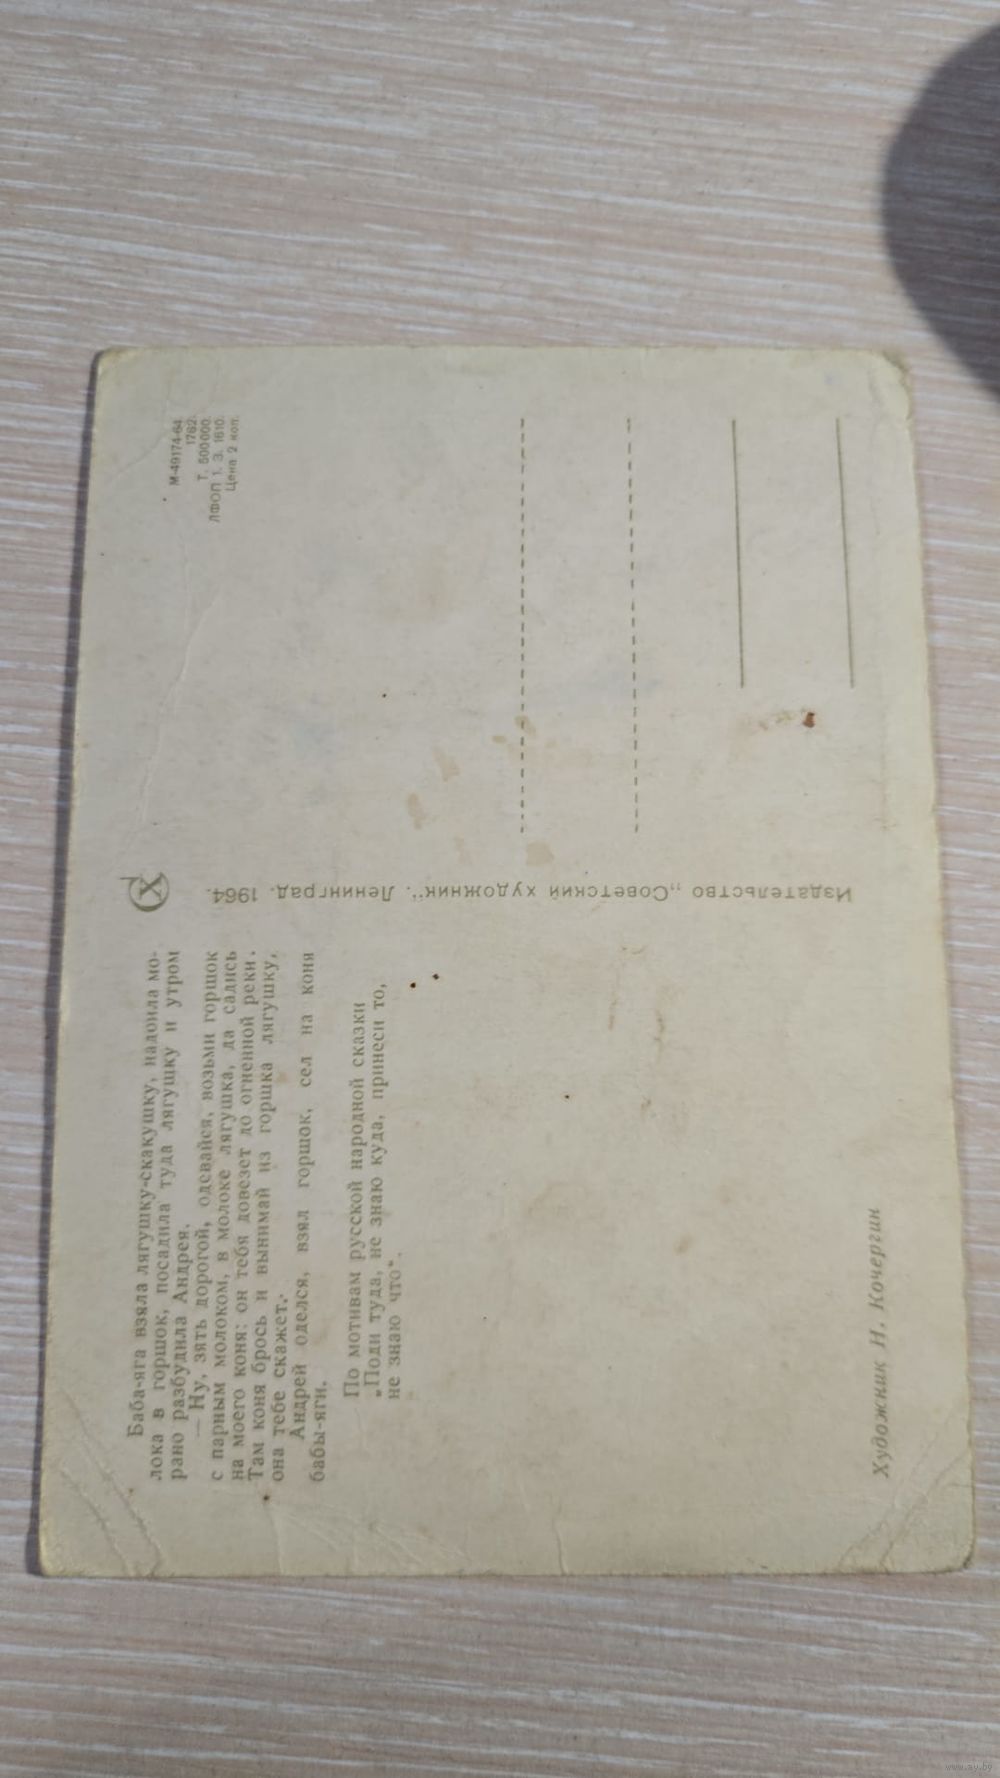 Баба-яга взяла лягушку-скакушку, надоила мо-
лока в горшок, посадила туда лягушку и утром
рано разбудила Андрея.
— Ну, зять дорогой, одевайся, возьми горшок
с парным молоком, в молоке лягушка, да садись
на моего коня: он тебя довезет до огненной реки.
Там коня брось и вынимай из горшка лягушку,
она тебе скажет.
Андрей оделся, взял горшок, сел на коня
бабы-яги.
По мотивам русской народной сказки
„Поди туда, не знаю куда, принеси то,
не знаю что“.
Художник Н. Кочергин
Издательство „Советский художник“. Ленинград. 1964.
М-49174-64
1782.
Т. 500000.
ЛФОП 1. З. 1610.
Цена 2 коп.
www.ay.by